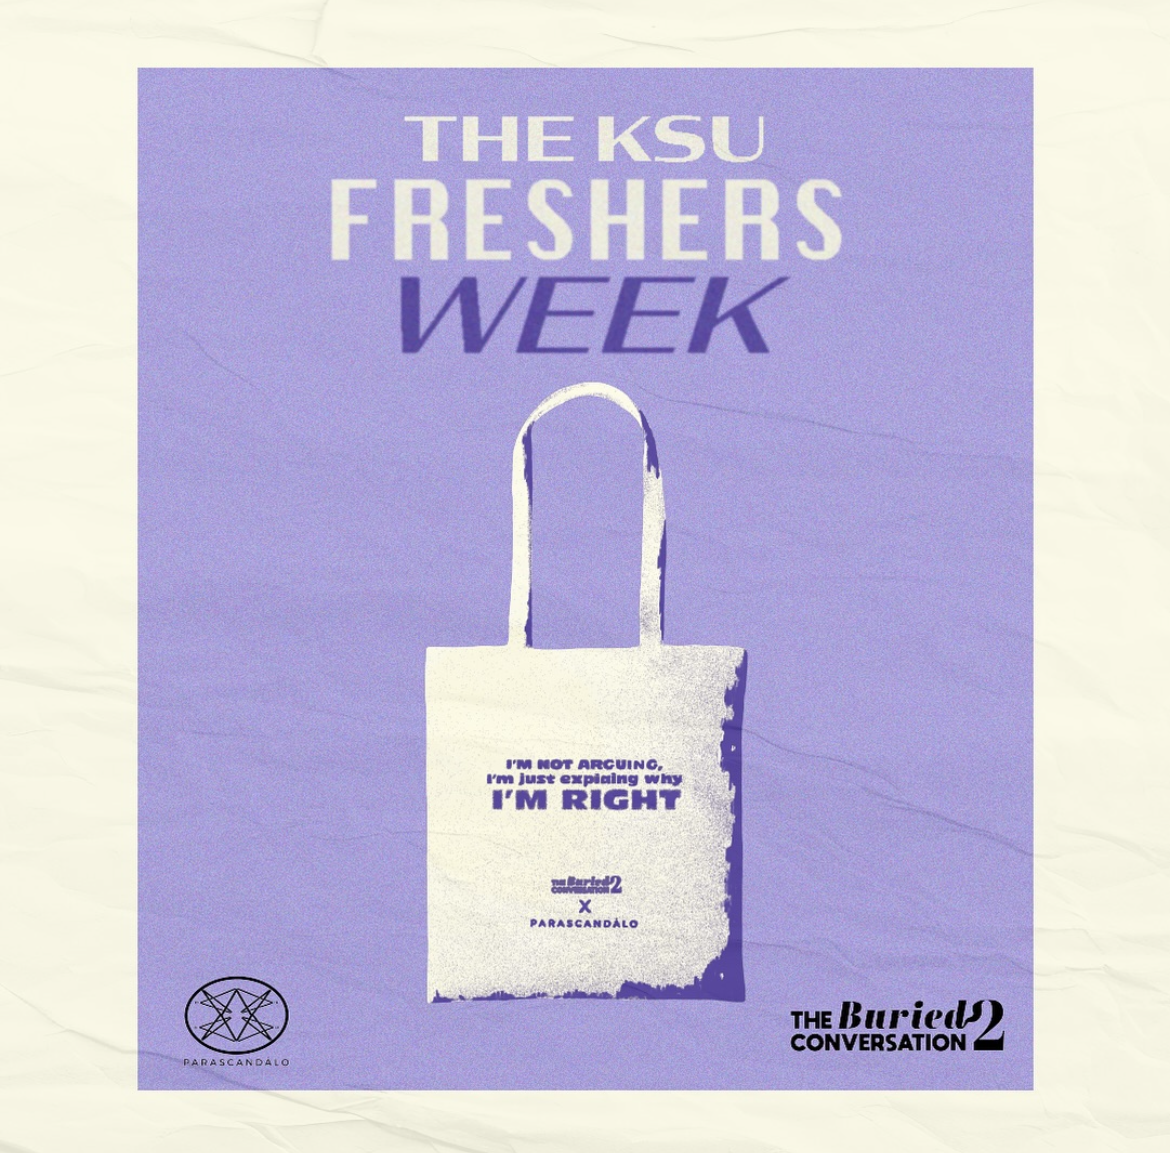 THE KSU
FRESHERS
WEEK
I'M NOT ARGUING,
I'm just explaing why
I'M RIGHT
THE Buried 2
CONVERSATION
X
PARASCANDÀLO
PARASCANDALO
THE Buried 2
CONVERSATION